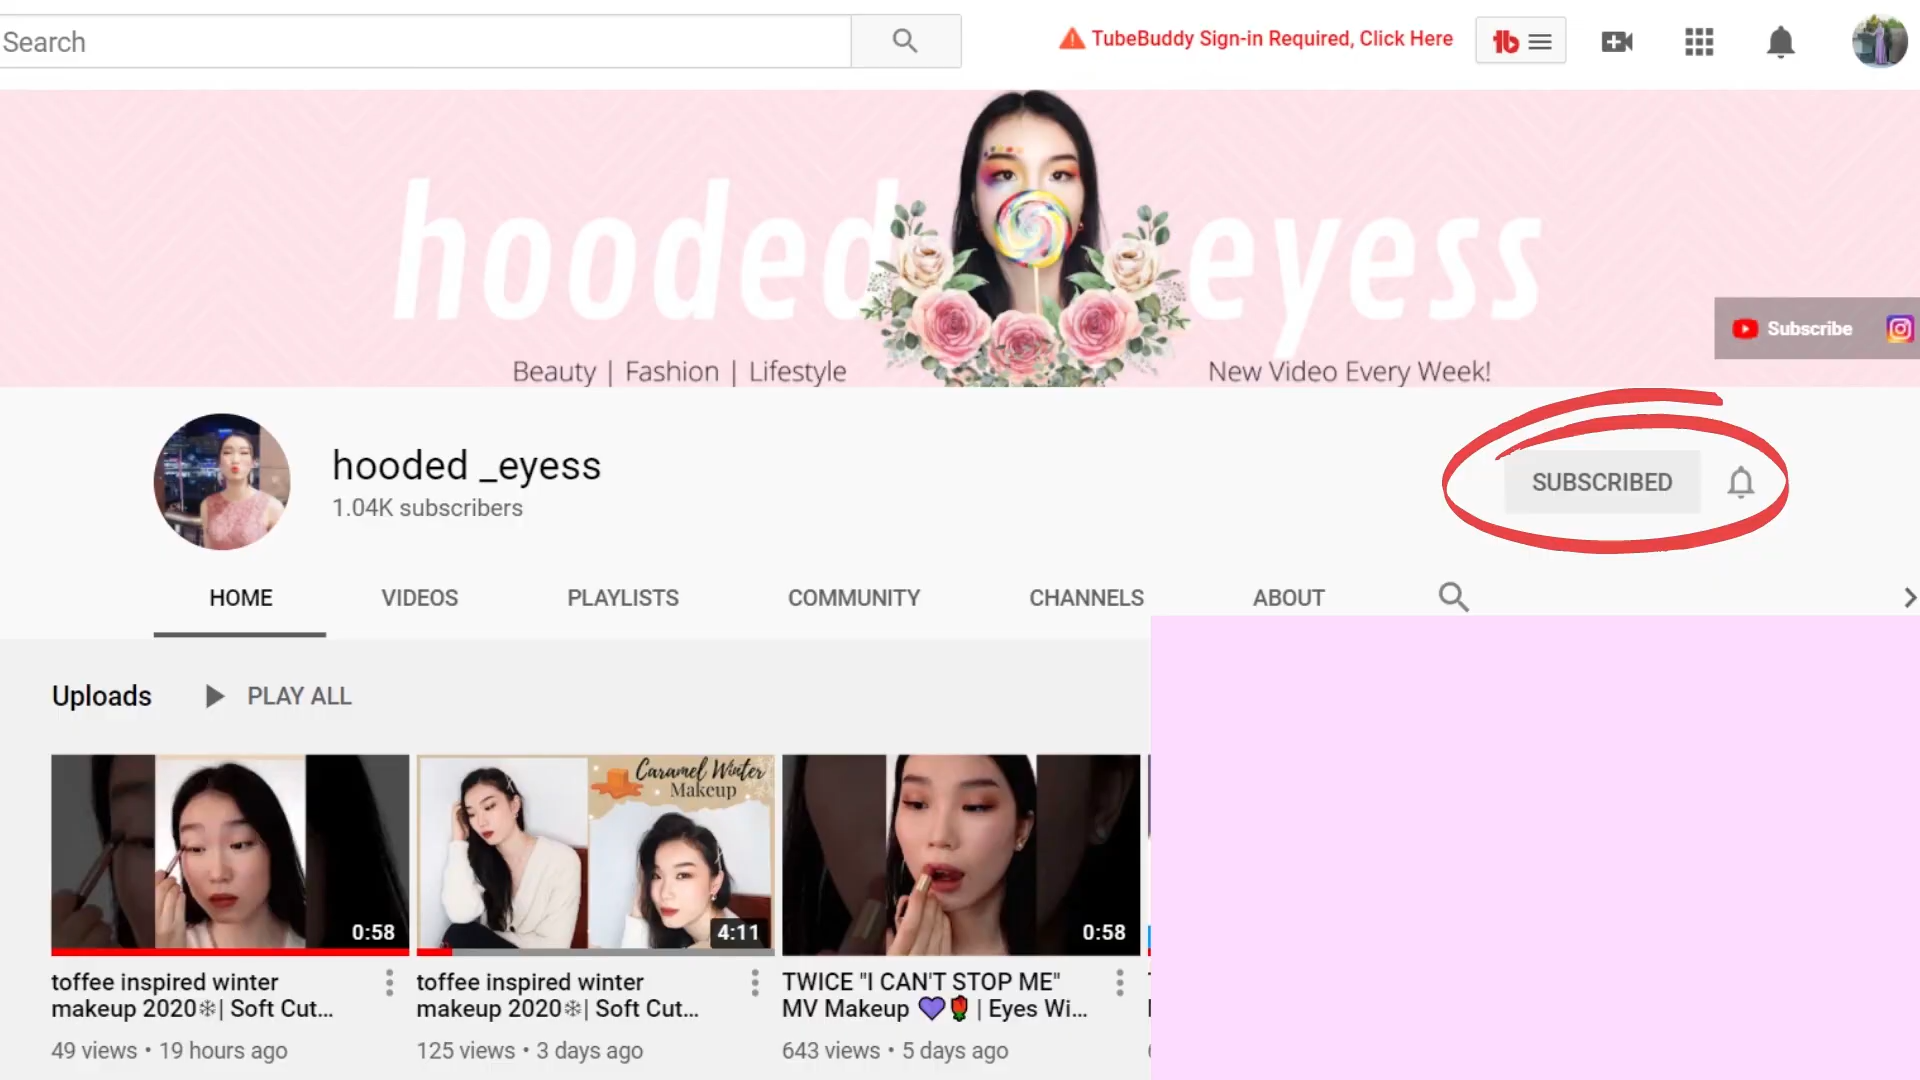 Search
TubeBuddy Sign-in Required, Click Here
hooded eyess
Beauty | Fashion | Lifestyle
New Video Every Week!
Subscribe
hooded _eyess
1.04K subscribers
SUBSCRIBED
HOME VIDEOS PLAYLISTS COMMUNITY CHANNELS ABOUT
Uploads PLAY ALL
Caramel Winter
Makeup
0:58
4:11
0:58
toffee inspired winter
makeup 2020❄| Soft Cut...
49 views • 19 hours ago
toffee inspired winter
makeup 2020❄| Soft Cut...
125 views • 3 days ago
TWICE "I CAN'T STOP ME"
MV Makeup 💜🌹 | Eyes Wi...
643 views • 5 days ago